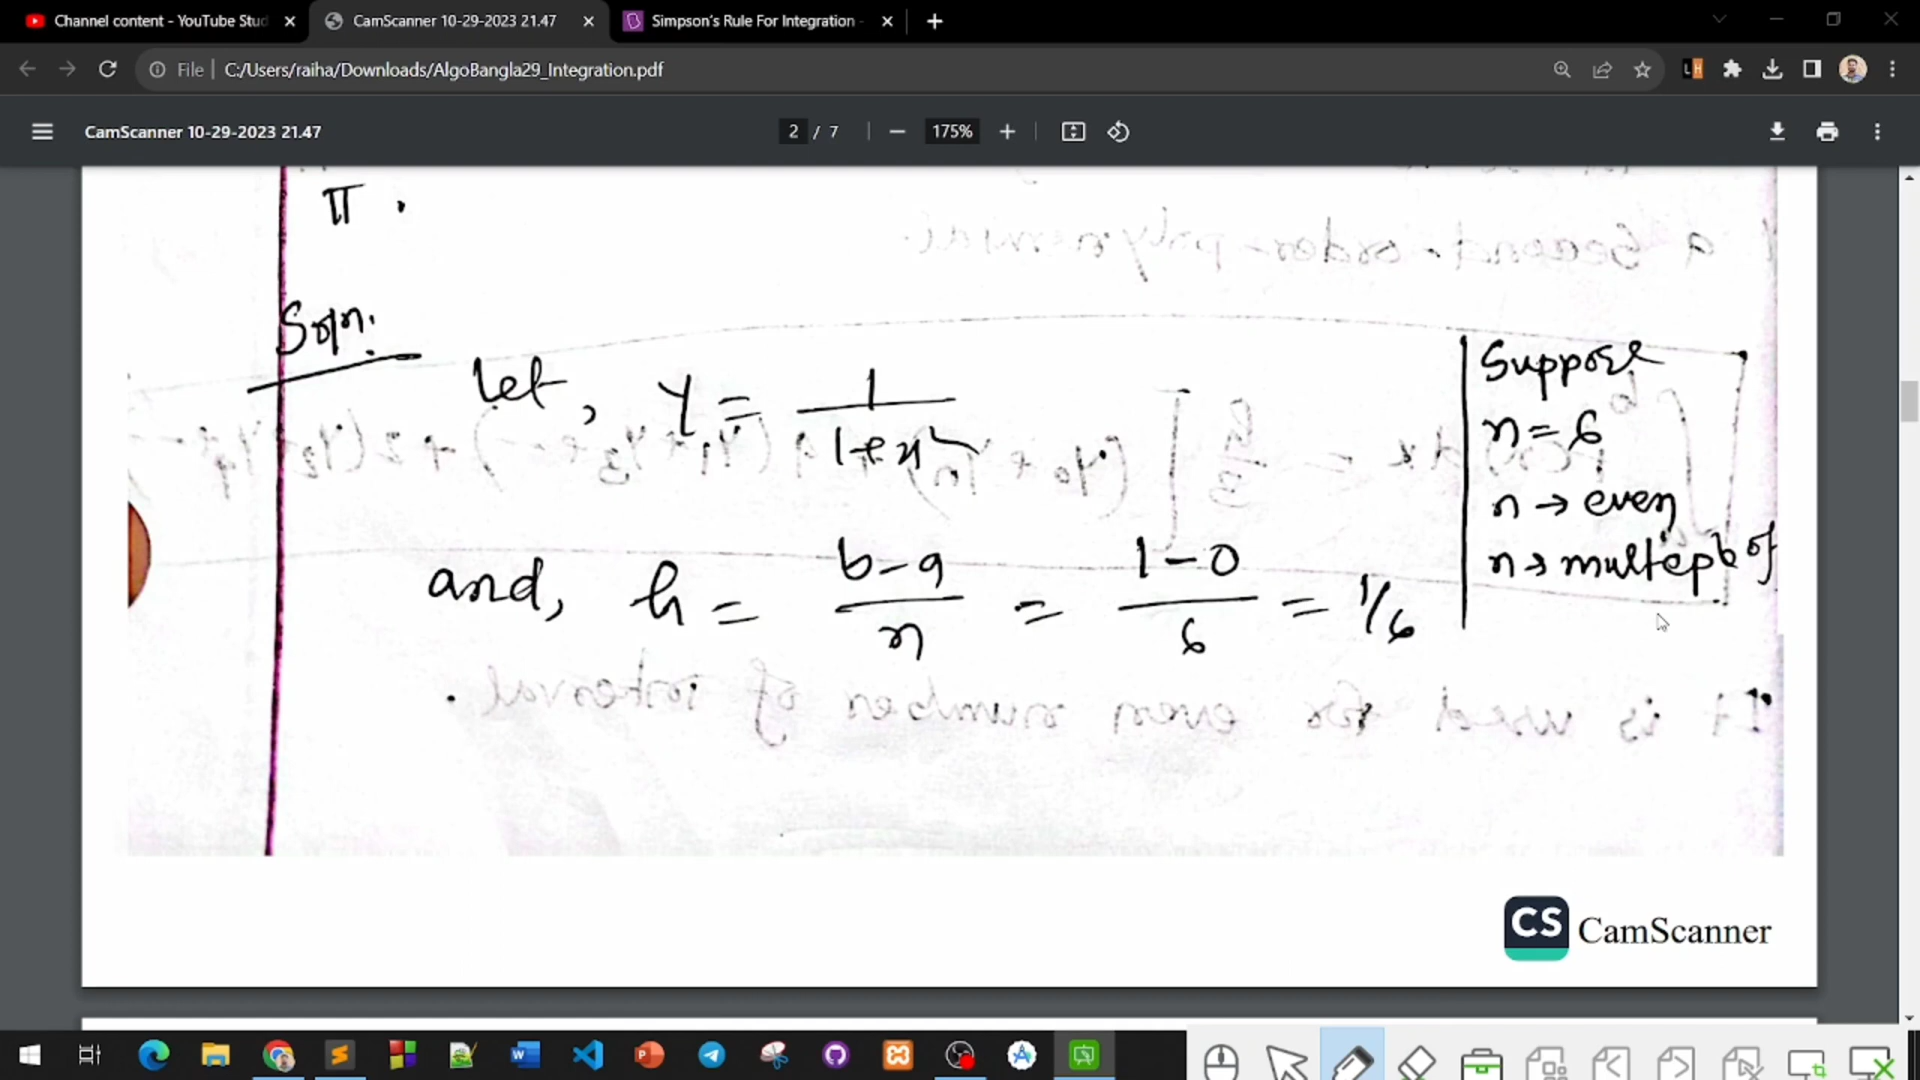 Channel content - YouTube Stud
CamScanner 10-29-2023 21.47
Simpson's Rule For Integration -
File
C:/Users/raiha/Downloads/AlgoBangla29_Integration.pdf
CamScanner 10-29-2023 21.47
2 / 7
175%
π.
Soln.
Let, y = 1/(1+x²)
and, h = (b-a)/n = (1-0)/6 = 1/6
Suppose
n = 6
n → even
n → multiple of
CS CamScanner